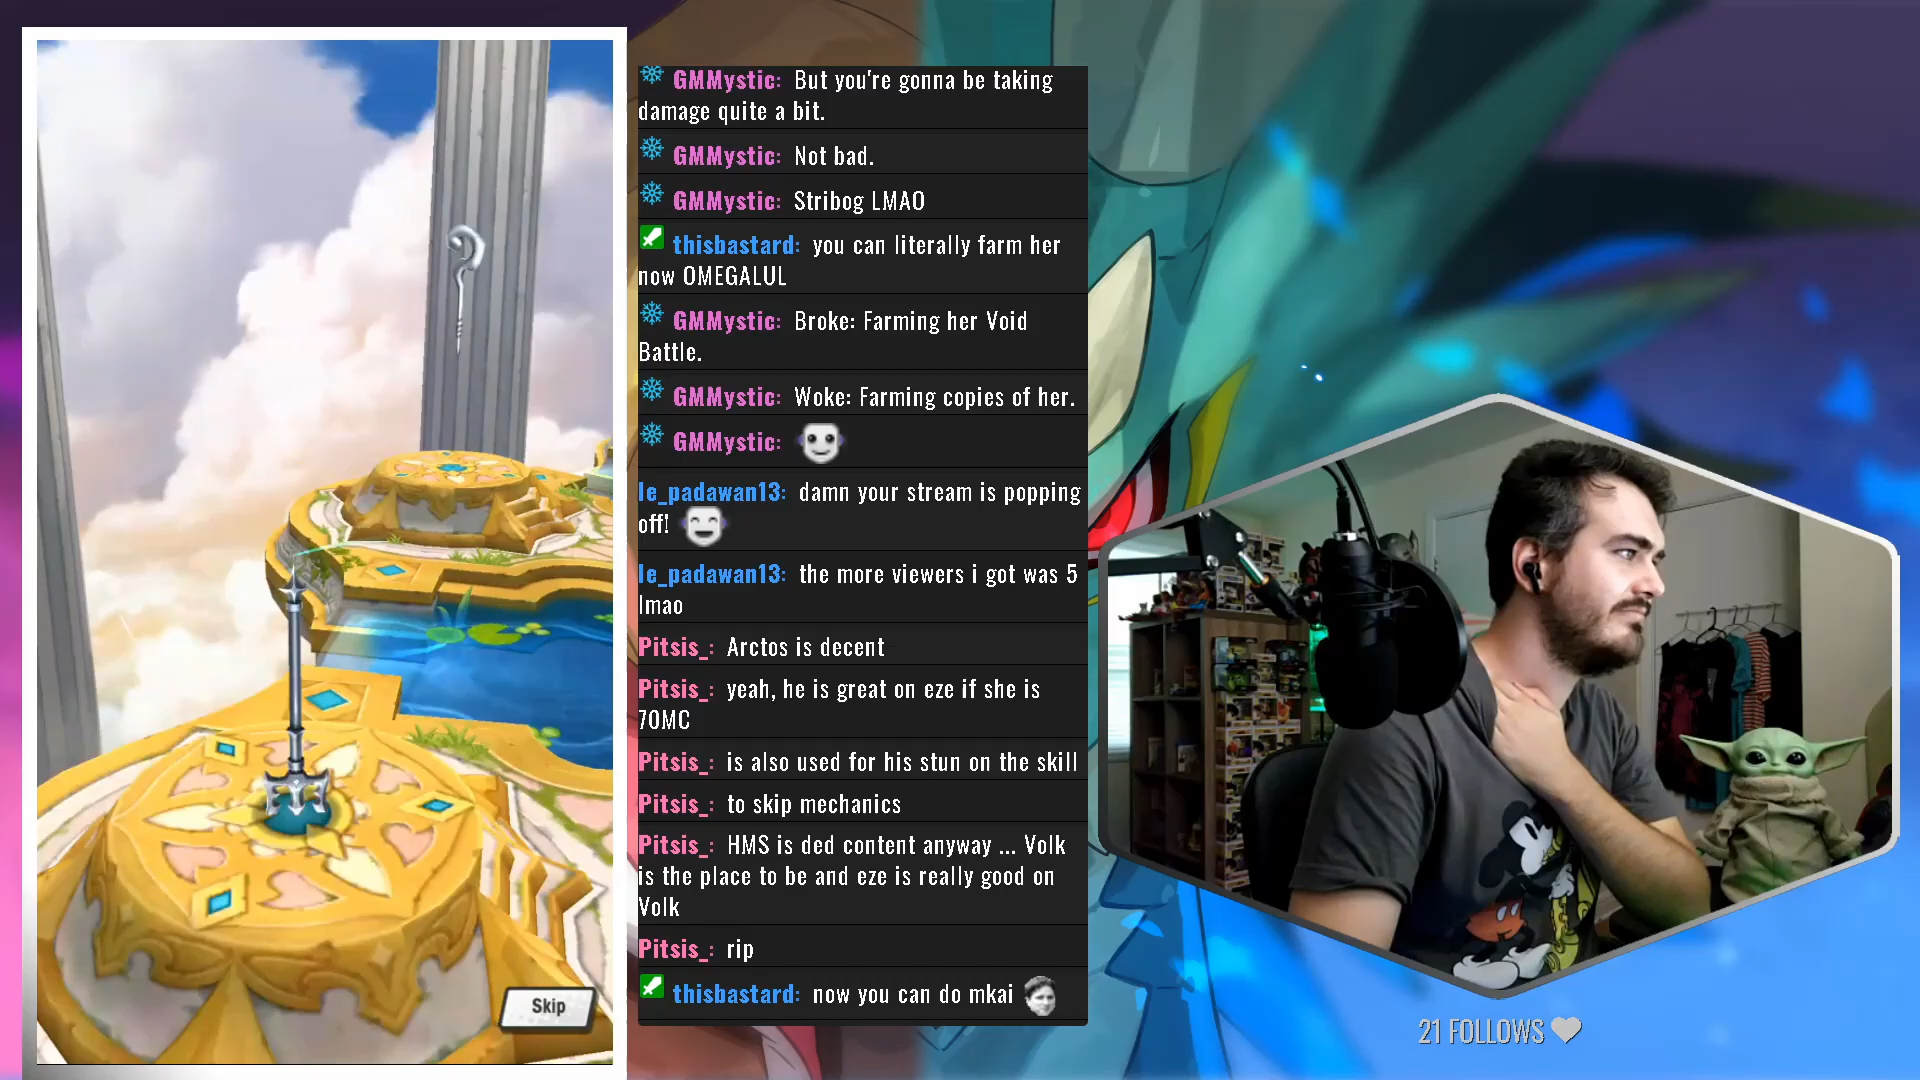 GMMystic: But you're gonna be taking
damage quite a bit.
GMMystic: Not bad.
GMMystic: Stribog LMAO
thisbastard: you can literally farm her
now OMEGALUL
GMMystic: Broke: Farming her Void
Battle.
GMMystic: Woke: Farming copies of her.
GMMystic:
le_padawan13: damn your stream is popping
off!
le_padawan13: the more viewers i got was 5
lmao
Pitsis_: Arctos is decent
Pitsis_: yeah, he is great on eze if she is
70MC
Pitsis_: is also used for his stun on the skill
Pitsis_: to skip mechanics
Pitsis_: HMS is ded content anyway ... Volk
is the place to be and eze is really good on
Volk
Pitsis_: rip
thisbastard: now you can do mkai
Skip
21 FOLLOWS